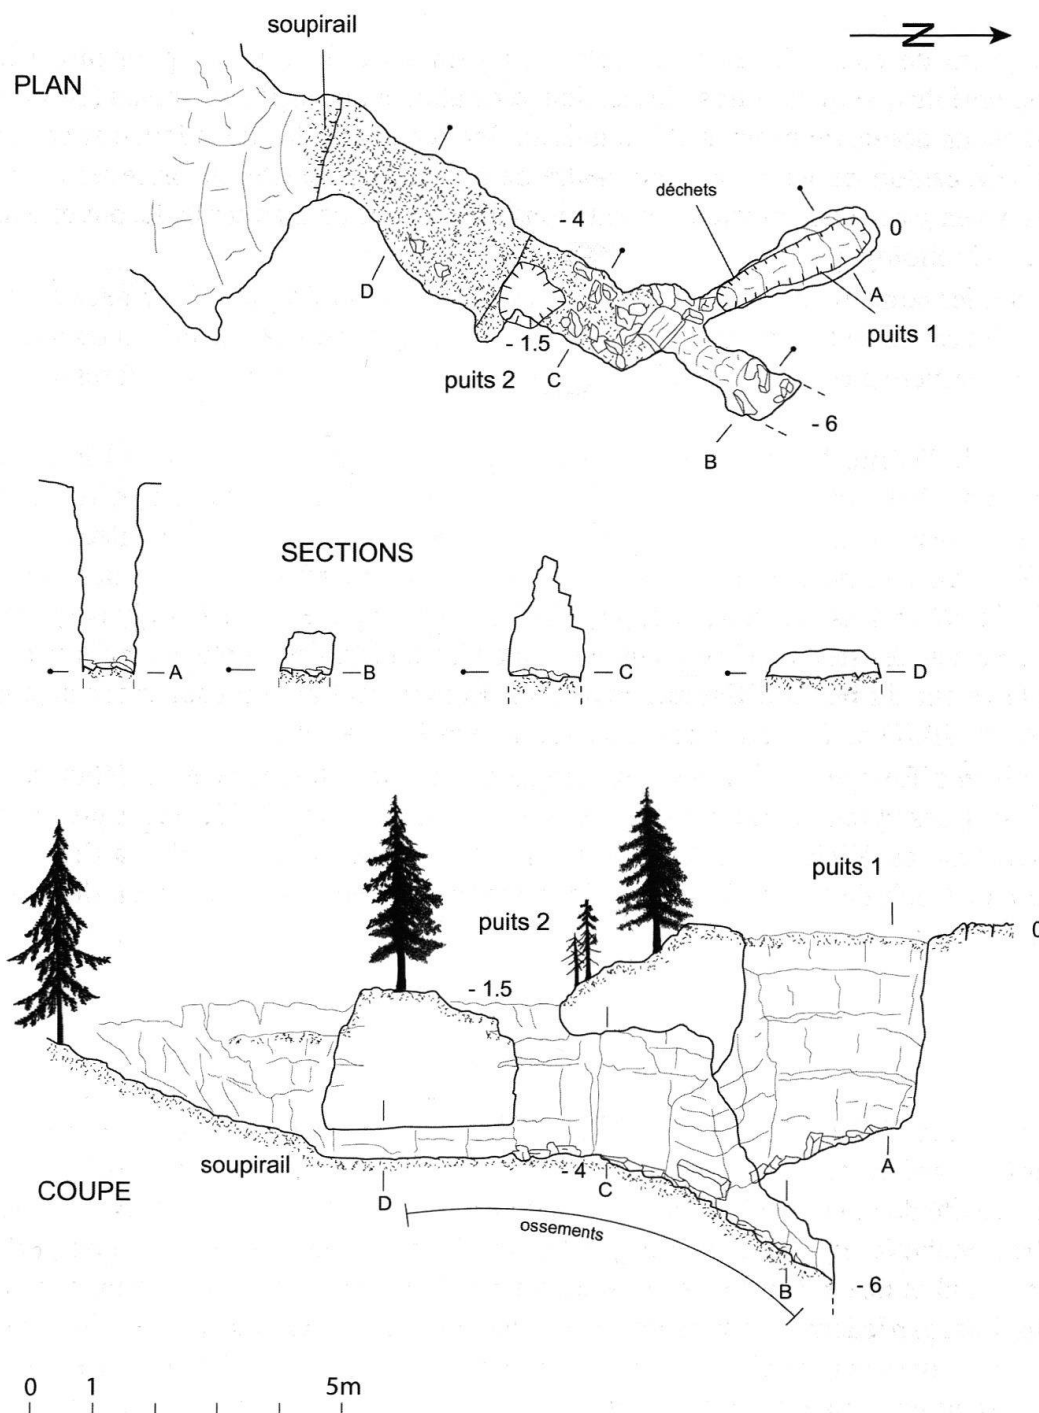 soupirail
N
PLAN
déchets
- 4
0
D
A
puits 1
- 1.5
puits 2
C
- 6
B
SECTIONS
A
B
C
D
puits 1
puits 2
0
- 1.5
soupirail
- 4
A
COUPE
D
C
ossements
B
- 6
0 1 5m